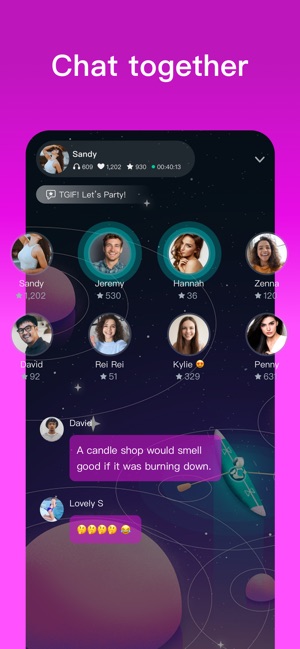 Chat together
Sandy
609 1,202 930 00:40:13
TGIF! Let's Party!
Sandy Jeremy Hannah Zenna
1,202 530 36 120
David Rei Rei Kylie 😍 Penny
92 51 329 631
David
A candle shop would smell
good if it was burning down.
Lovely S
🤔🤔🤔🤔 😂